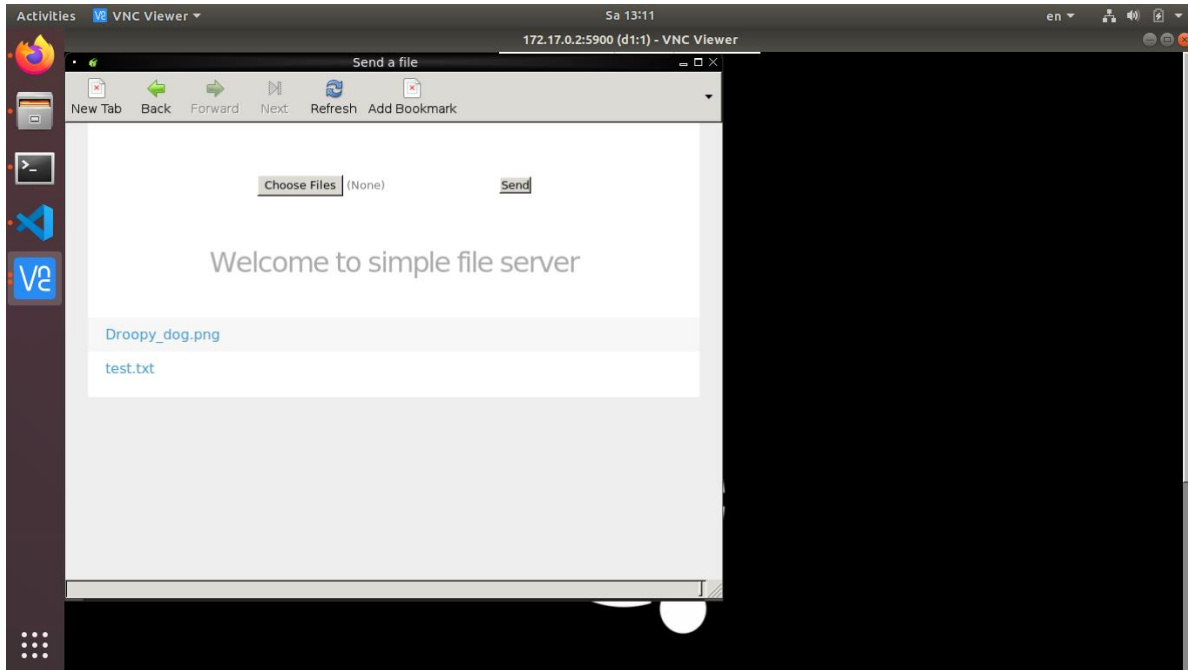 Activities VNC Viewer Sa 13:11 en
172.17.0.2:5900 (d1:1) - VNC Viewer
Send a file
New Tab Back Forward Next Refresh Add Bookmark
Choose Files (None) Send
Welcome to simple file server
Droopy_dog.png
test.txt